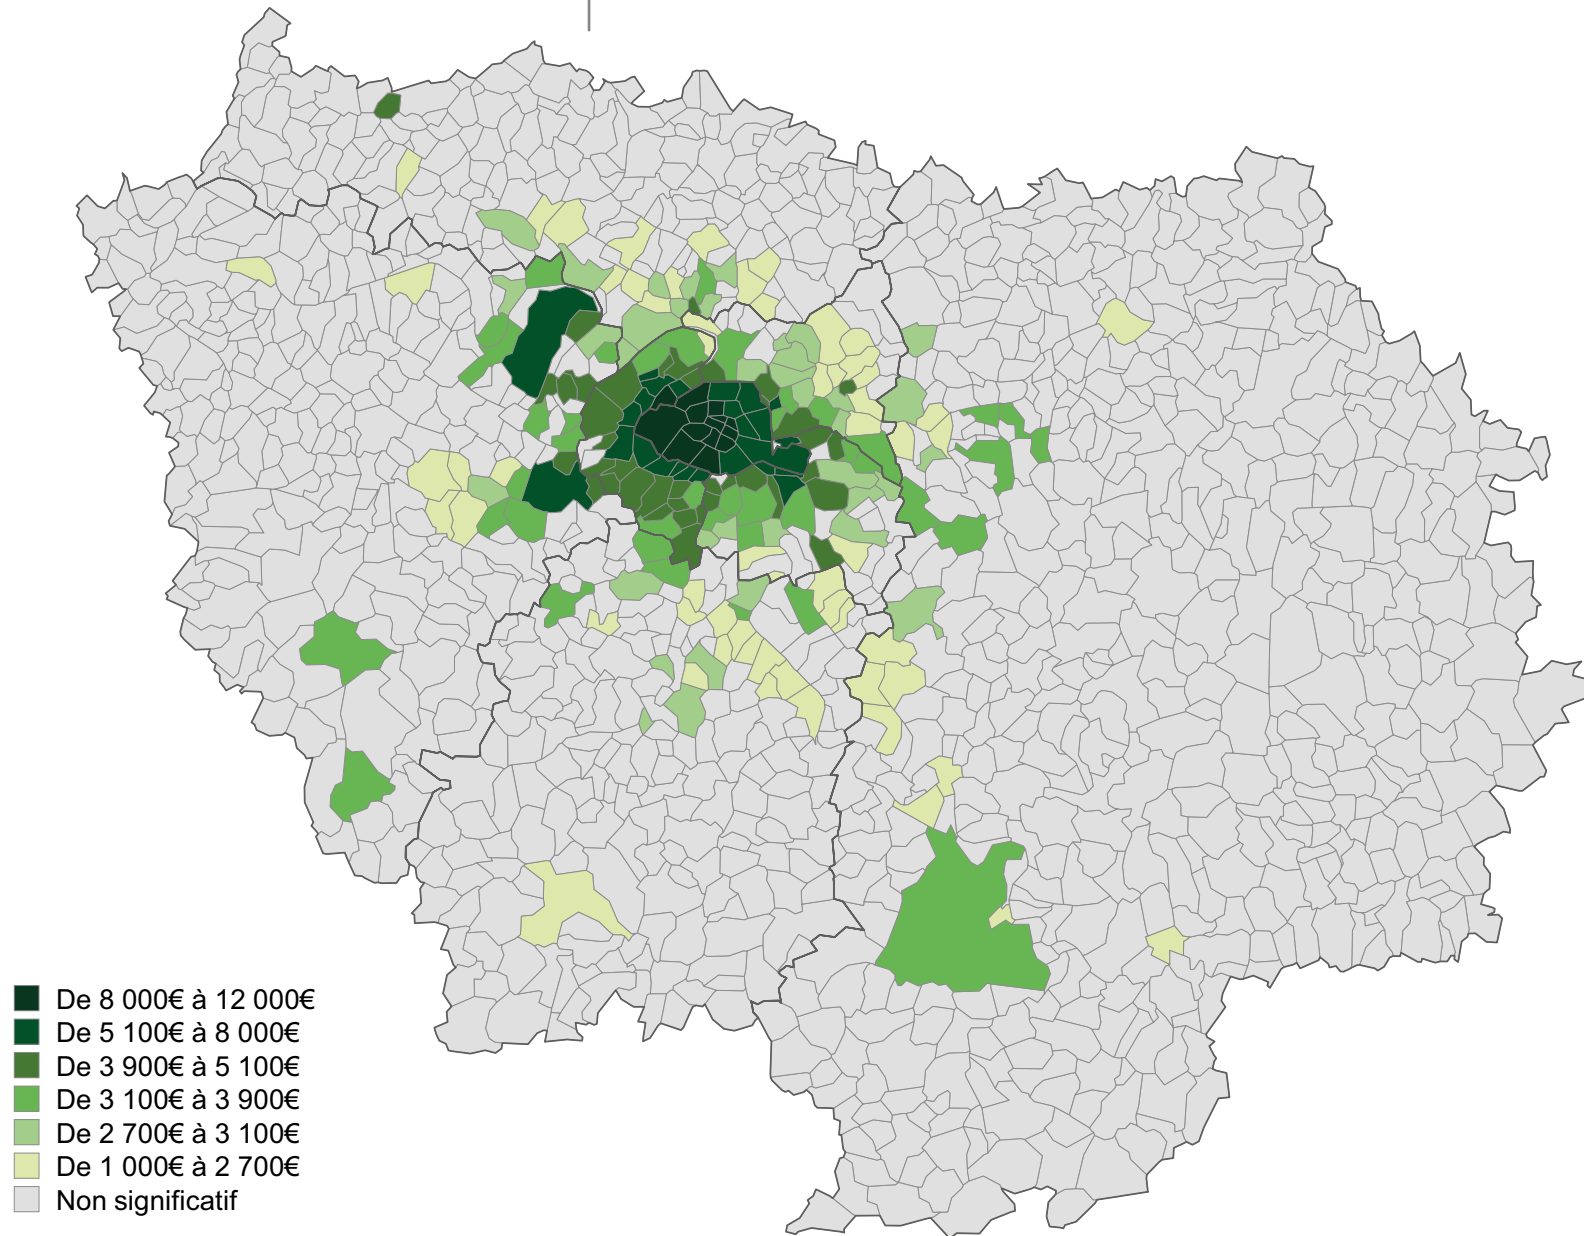 De 8 000€ à 12 000€
De 5 100€ à 8 000€
De 3 900€ à 5 100€
De 3 100€ à 3 900€
De 2 700€ à 3 100€
De 1 000€ à 2 700€
Non significatif